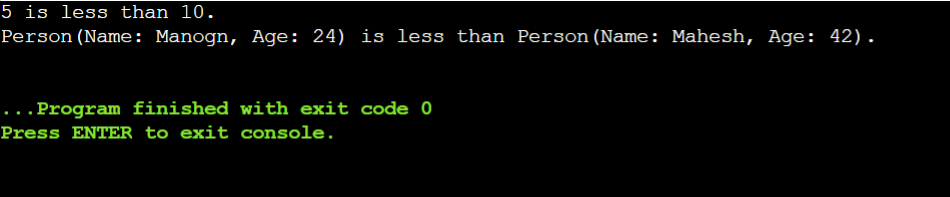 5 is less than 10.
Person(Name: Manogn, Age: 24) is less than Person(Name: Mahesh, Age: 42).
...Program finished with exit code 0
Press ENTER to exit console.